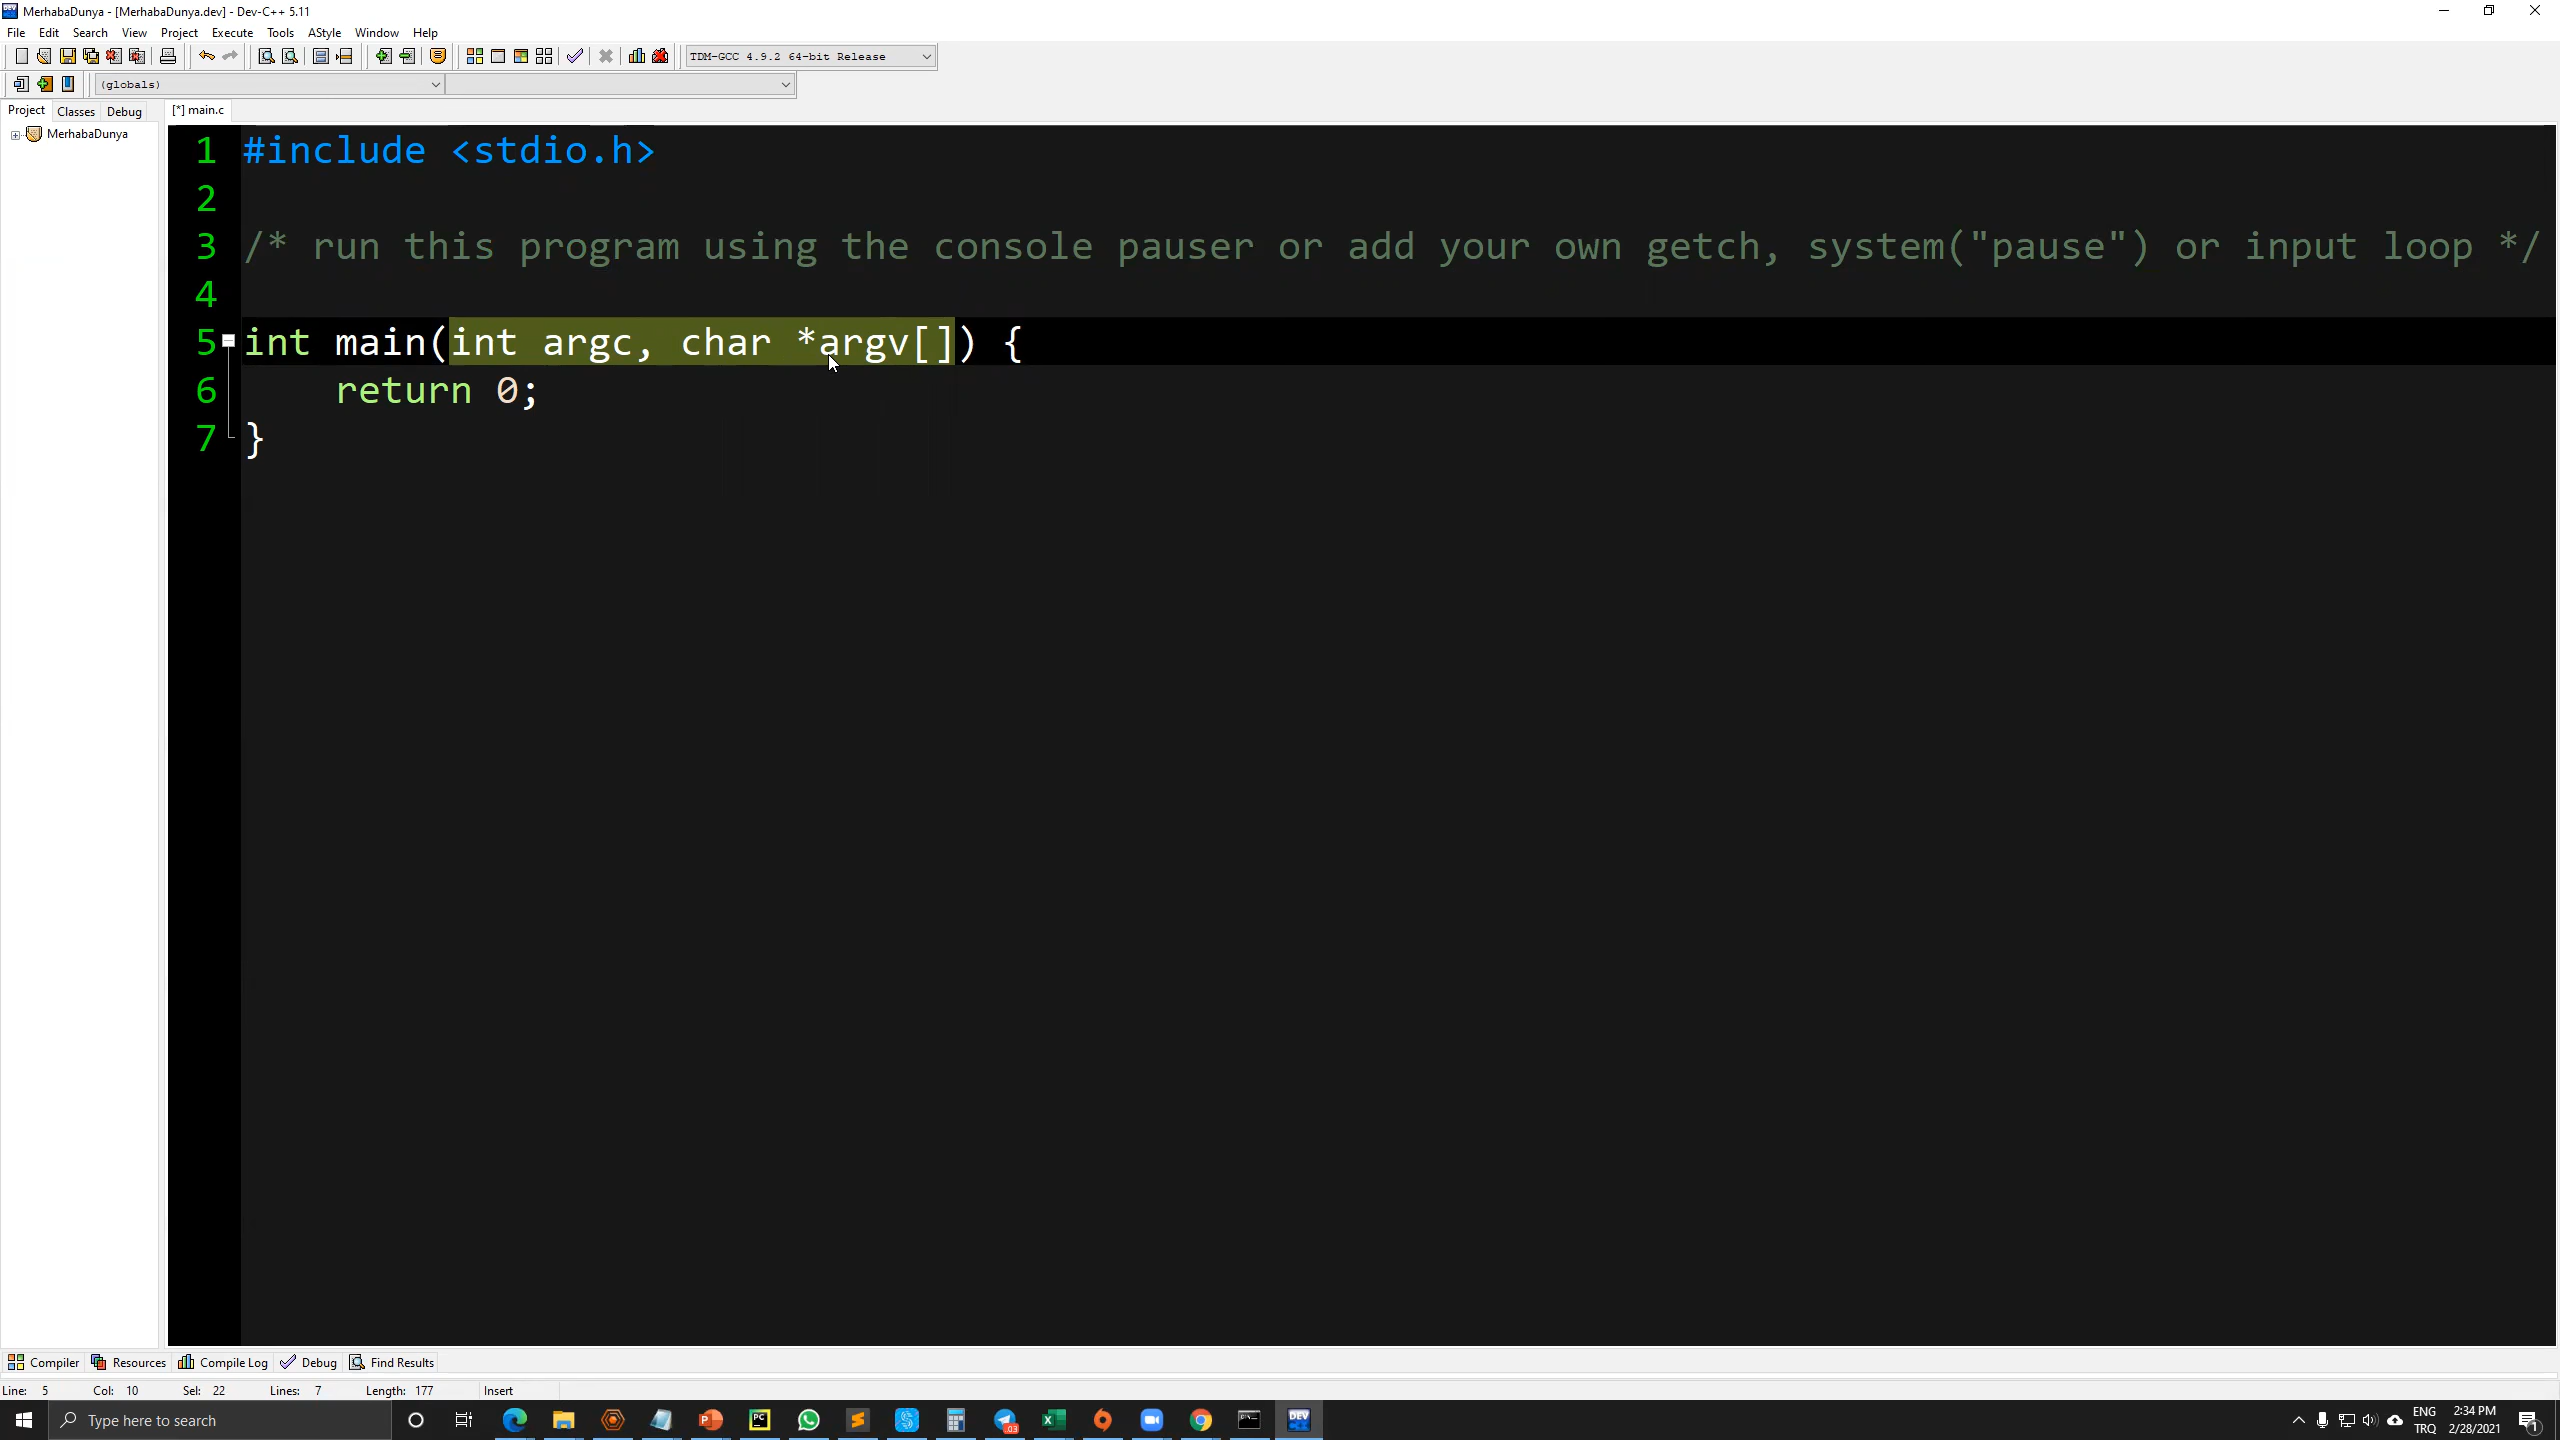 MerhabaDunya - [MerhabaDunya.dev] - Dev-C++ 5.11
File Edit Search View Project Execute Tools AStyle Window Help
TDM-GCC 4.9.2 64-bit Release
(globals)
Project Classes Debug [*] main.c
MerhabaDunya
1 #include <stdio.h>
2
3 /* run this program using the console pauser or add your own getch, system("pause") or input loop */
4
5 int main(int argc, char *argv[]) {
6 return 0;
7 }
Compiler Resources Compile Log Debug Find Results
Line: 5 Col: 10 Sel: 22 Lines: 7 Length: 177 Insert
Type here to search
ENG 2:34 PM
TRQ 2/28/2021